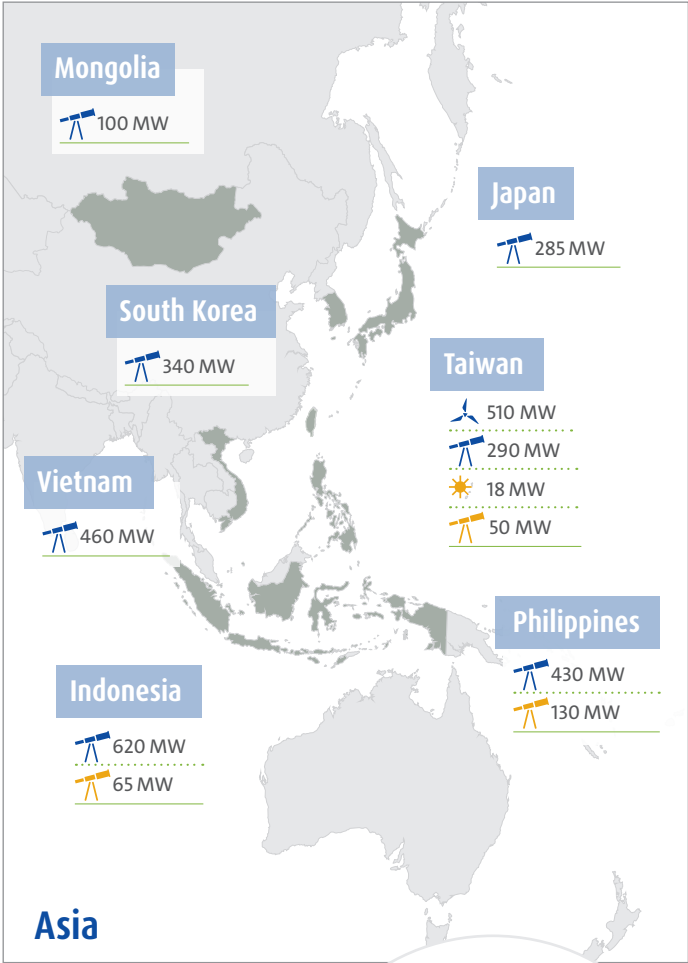 Mongolia
100 MW
Japan
285 MW
South Korea
340 MW
Taiwan
510 MW
290 MW
18 MW
50 MW
Vietnam
460 MW
Philippines
430 MW
130 MW
Indonesia
620 MW
65 MW
Asia